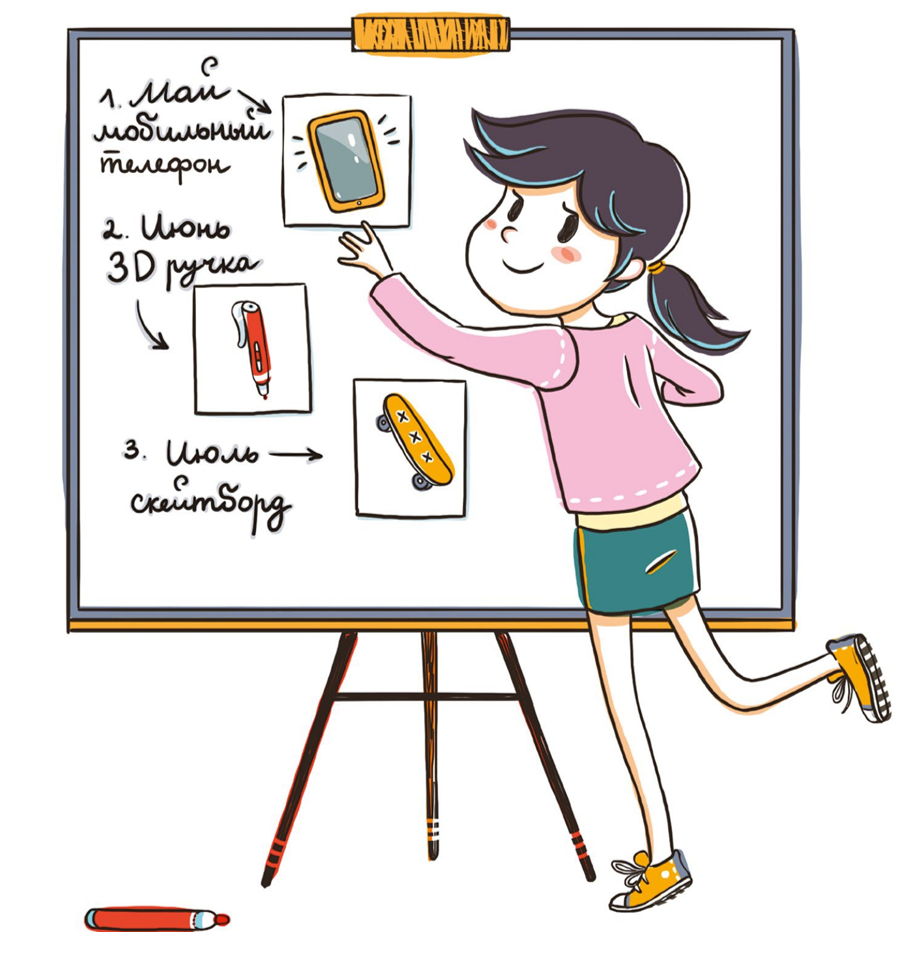 1. Май
мобильный
телефон
2. Июнь
3D ручка
3. Июль
скейтборд